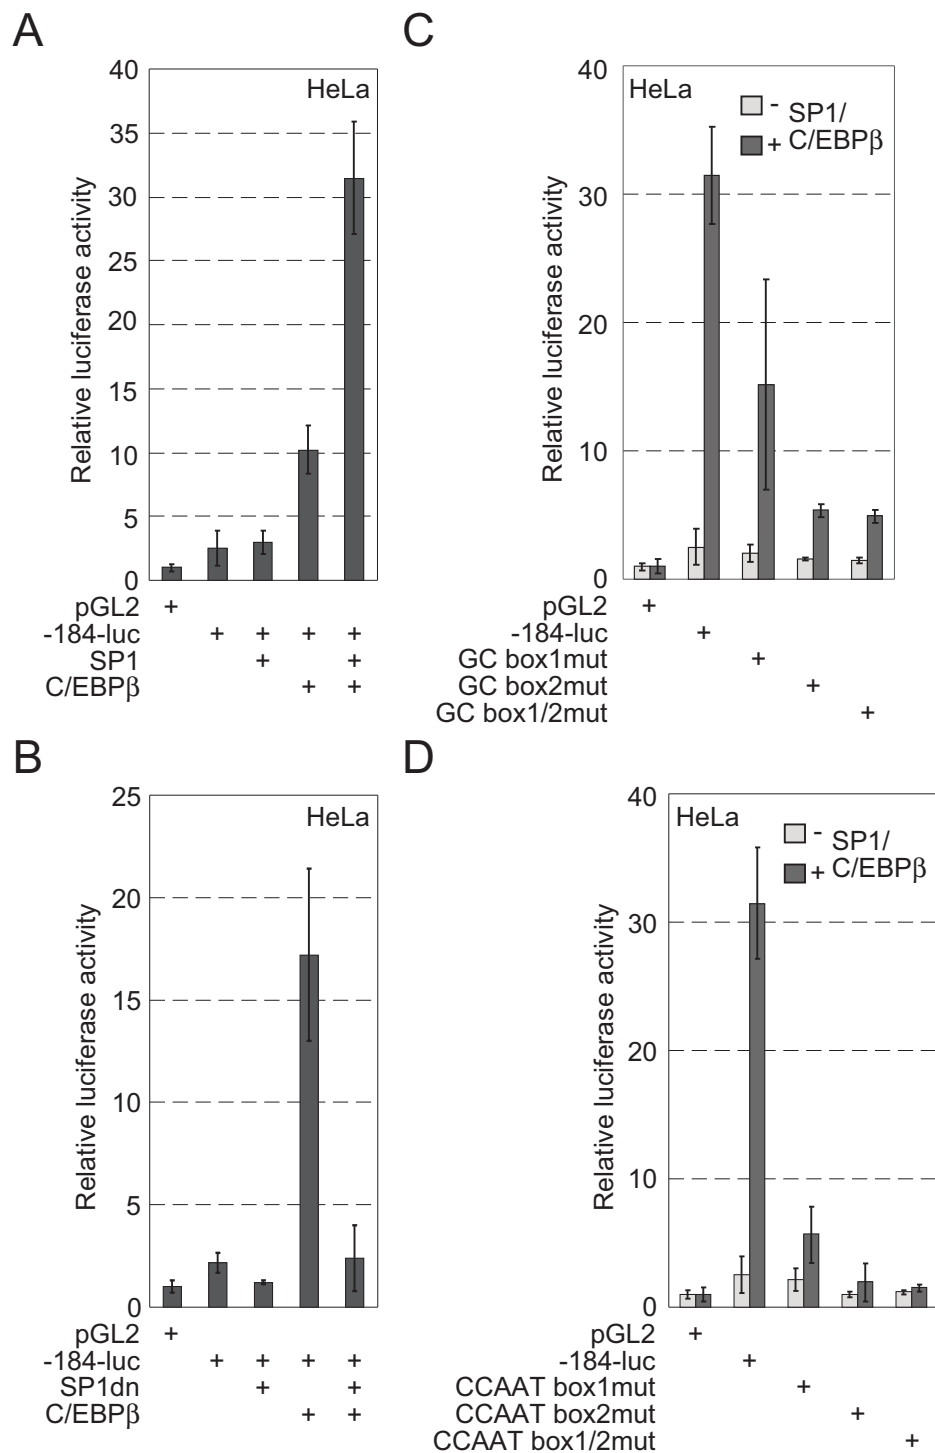 A
Relative luciferase activity
40
35
30
25
20
15
10
5
0
HeLa
pGL2 +
-184-luc + + + +
SP1 + +
C/EBPβ + +
C
Relative luciferase activity
40
30
20
10
0
HeLa
- SP1/
+ C/EBPβ
pGL2 +
-184-luc +
GC box1mut +
GC box2mut +
GC box1/2mut +
B
Relative luciferase activity
25
20
15
10
5
0
HeLa
pGL2 +
-184-luc + + + +
SP1dn + +
C/EBPβ + +
D
Relative luciferase activity
40
30
20
10
0
HeLa
- SP1/
+ C/EBPβ
pGL2 +
-184-luc +
CCAAT box1mut +
CCAAT box2mut +
CCAAT box1/2mut +